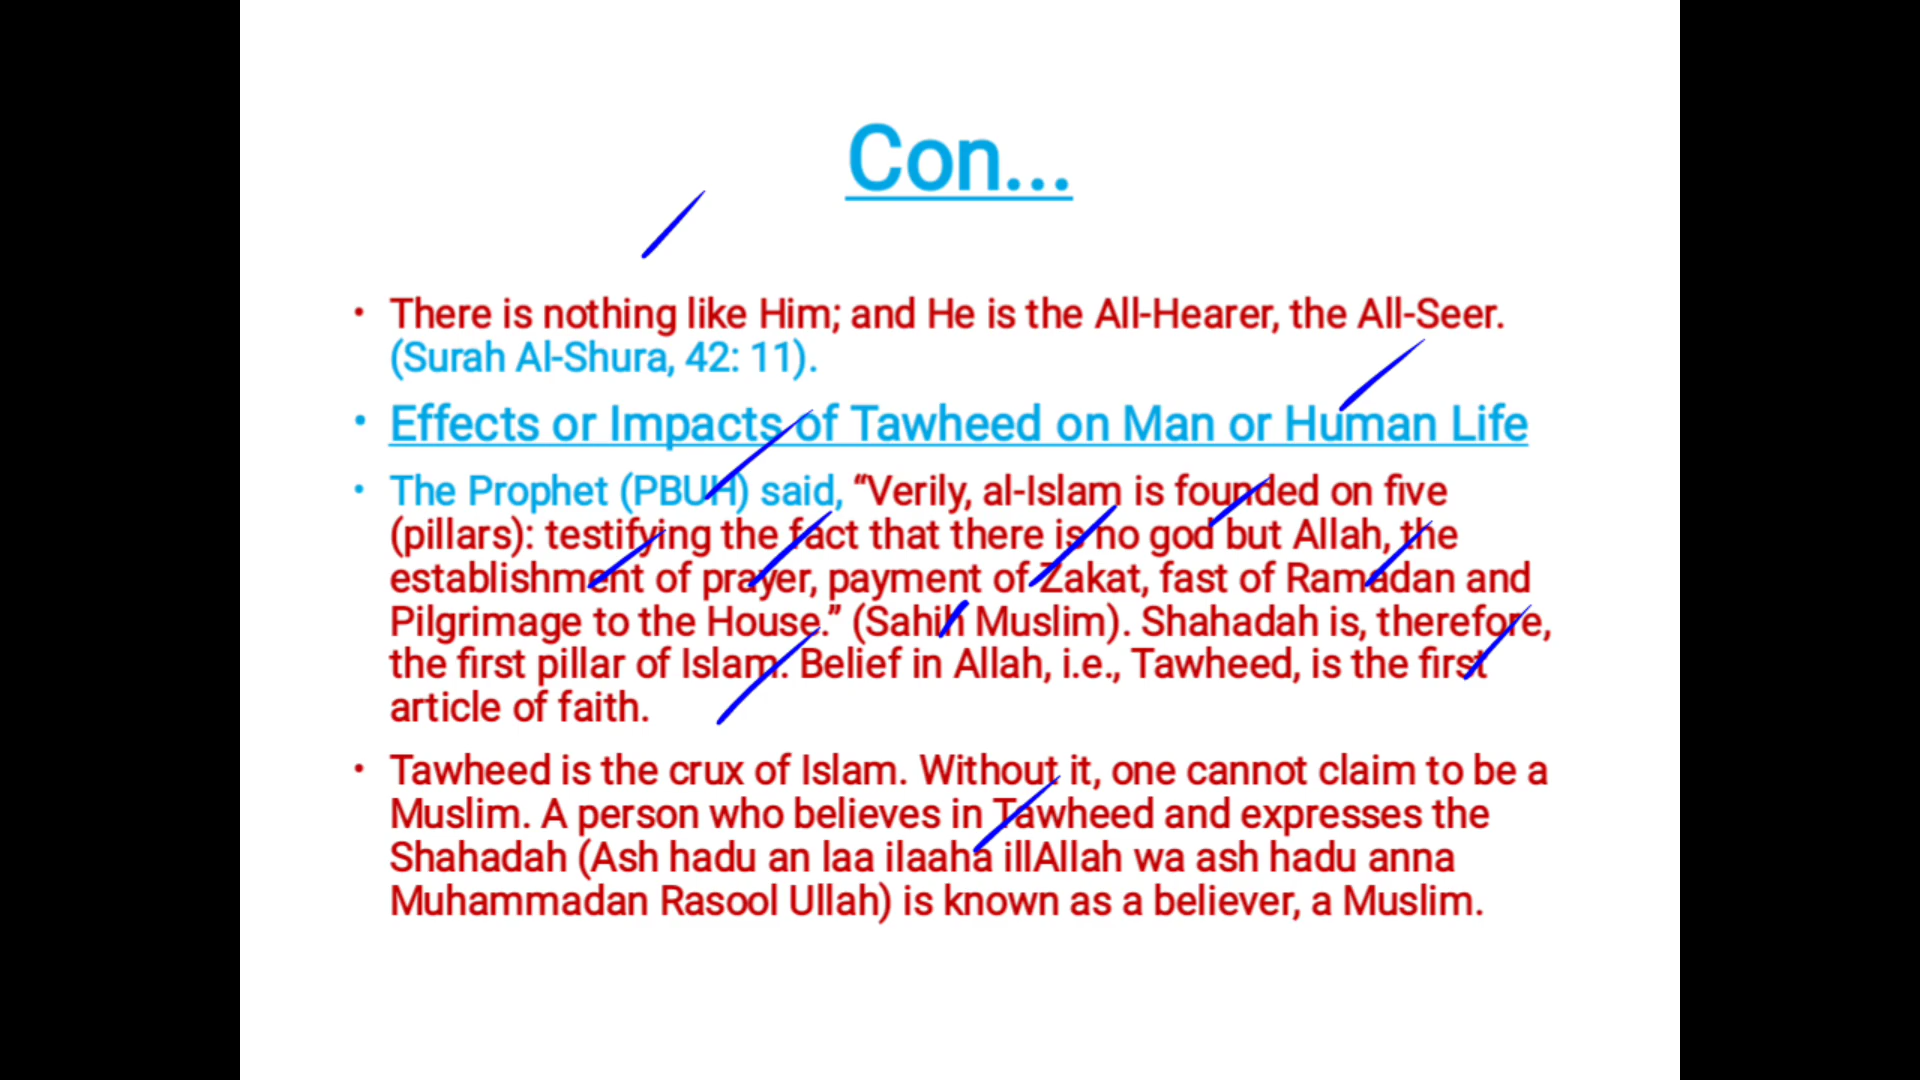 Con...
• There is nothing like Him; and He is the All-Hearer, the All-Seer.
(Surah Al-Shura, 42: 11).
• Effects or Impacts of Tawheed on Man or Human Life
• The Prophet (PBUH) said, “Verily, al-Islam is founded on five
(pillars): testifying the fact that there is no god but Allah, the
establishment of prayer, payment of Zakat, fast of Ramadan and
Pilgrimage to the House.” (Sahih Muslim). Shahadah is, therefore,
the first pillar of Islam. Belief in Allah, i.e., Tawheed, is the first
article of faith.
• Tawheed is the crux of Islam. Without it, one cannot claim to be a
Muslim. A person who believes in Tawheed and expresses the
Shahadah (Ash hadu an laa ilaaha illAllah wa ash hadu anna
Muhammadan Rasool Ullah) is known as a believer, a Muslim.